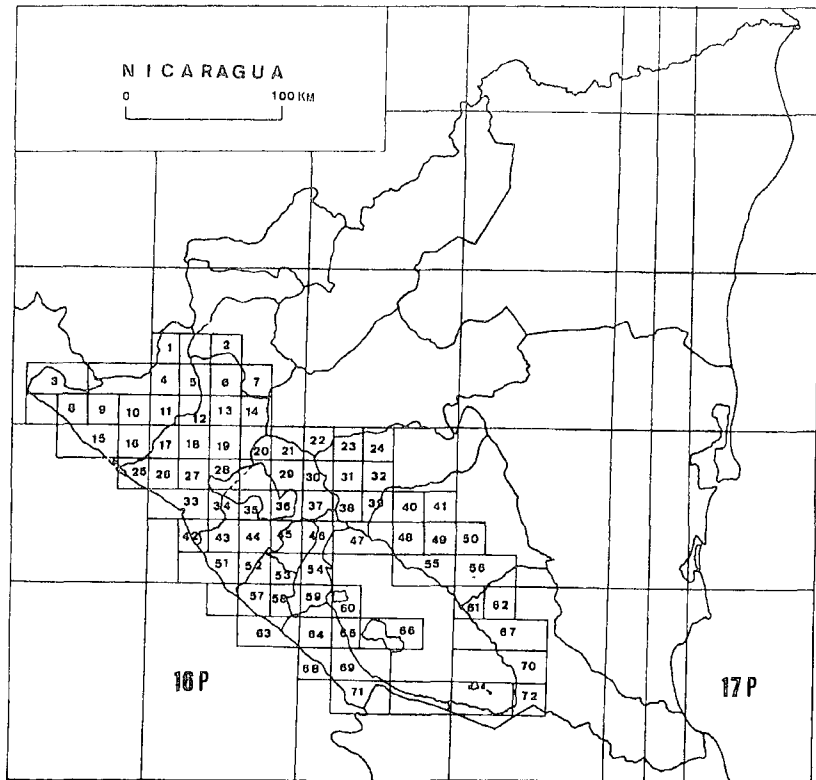 NICARAGUA
0 100 KM
1 2
3 4 5 6 7
8 9 10 11 12 13 14
15 16 17 18 19 20 21 22 23 24
25 26 27 28 29 30 31 32
33 34 35 36 37 38 39 40 41
42 43 44 45 46 47 48 49 50
51 52 53 54 55 56
57 58 59 60 61 62
63 64 65 66 67
68 69 70
71 72
16P 17P